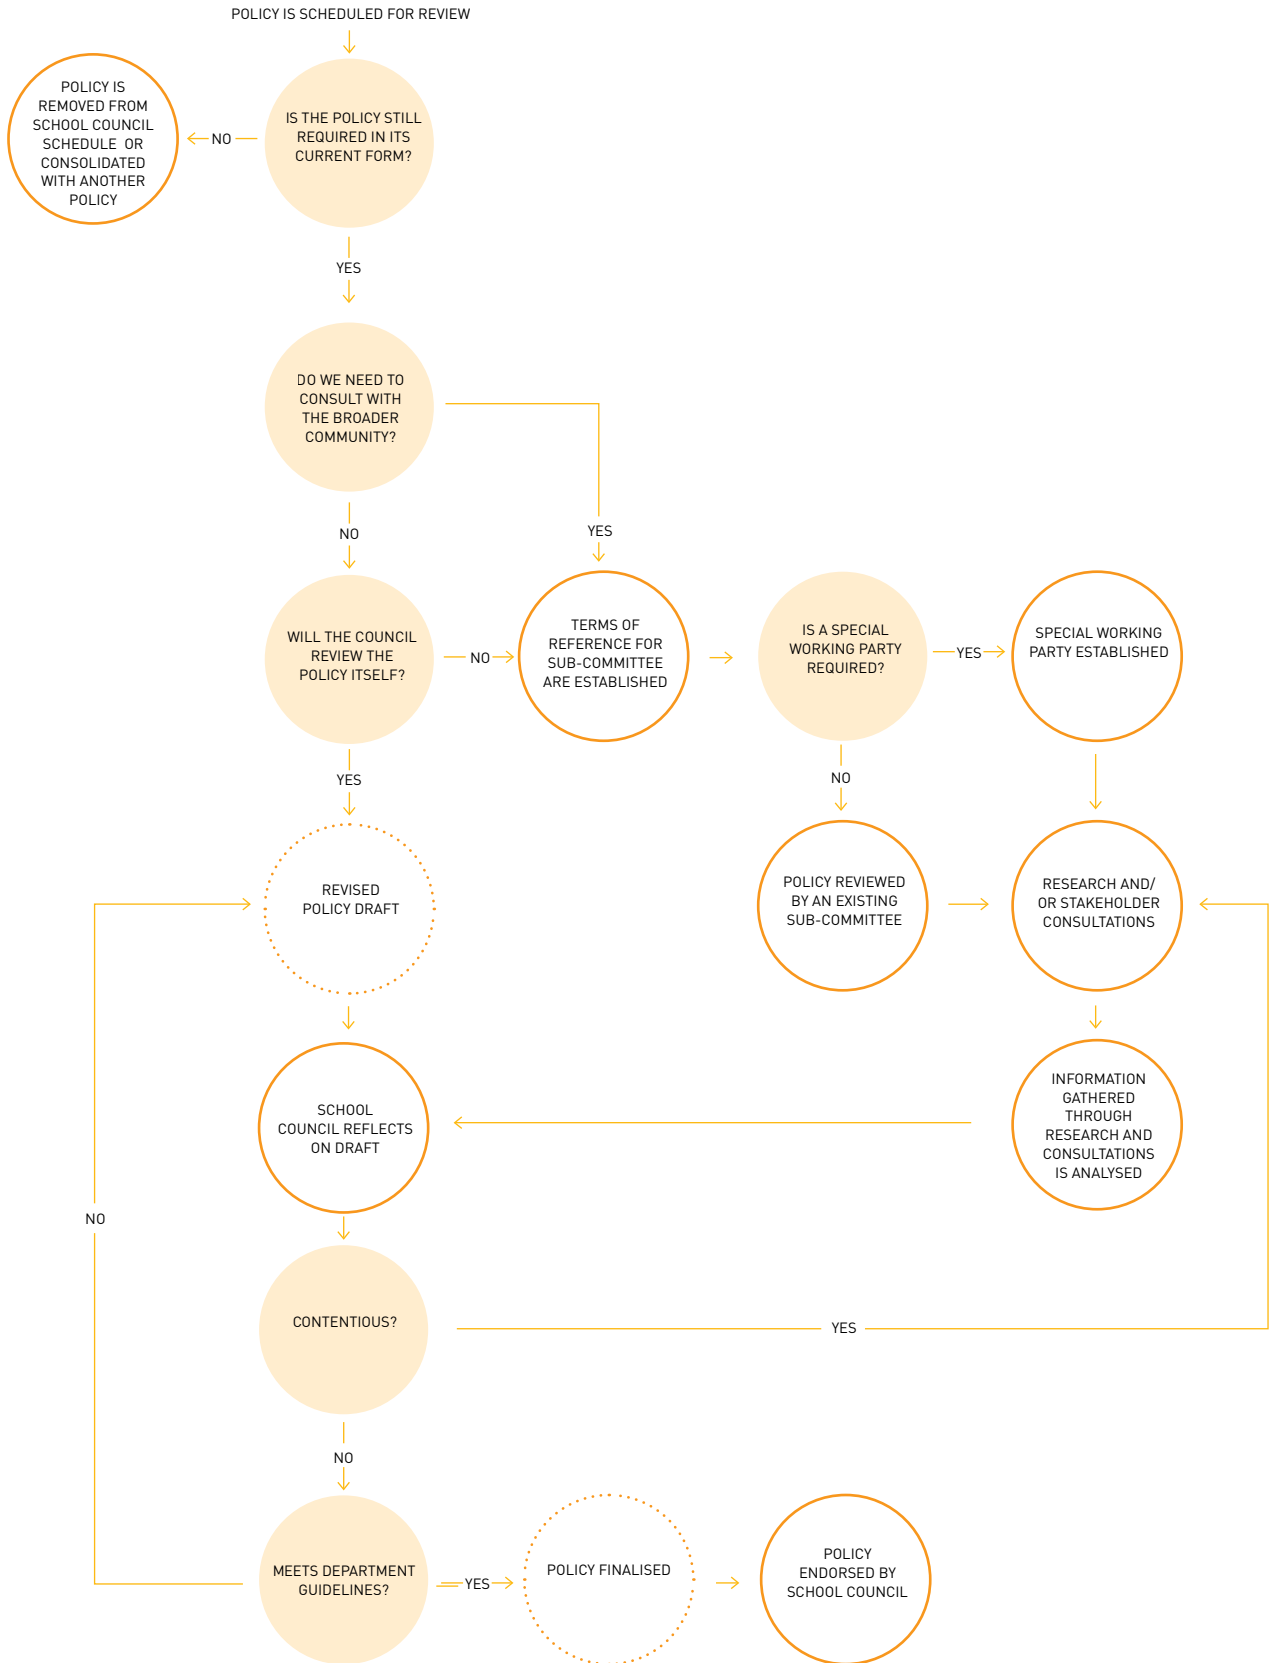 POLICY IS SCHEDULED FOR REVIEW
POLICY IS
REMOVED FROM
SCHOOL COUNCIL
SCHEDULE OR
CONSOLIDATED
WITH ANOTHER
POLICY
NO
IS THE POLICY STILL
REQUIRED IN ITS
CURRENT FORM?
YES
DO WE NEED TO
CONSULT WITH
THE BROADER
COMMUNITY?
NO
YES
WILL THE COUNCIL
REVIEW THE
POLICY ITSELF?
NO
TERMS OF
REFERENCE FOR
SUB-COMMITTEE
ARE ESTABLISHED
IS A SPECIAL
WORKING PARTY
REQUIRED?
YES
SPECIAL WORKING
PARTY ESTABLISHED
YES
NO
REVISED
POLICY DRAFT
POLICY REVIEWED
BY AN EXISTING
SUB-COMMITTEE
RESEARCH AND/
OR STAKEHOLDER
CONSULTATIONS
SCHOOL
COUNCIL REFLECTS
ON DRAFT
INFORMATION
GATHERED
THROUGH
RESEARCH AND
CONSULTATIONS
IS ANALYSED
NO
CONTENTIOUS?
YES
NO
MEETS DEPARTMENT
GUIDELINES?
YES
POLICY FINALISED
POLICY
ENDORSED BY
SCHOOL COUNCIL